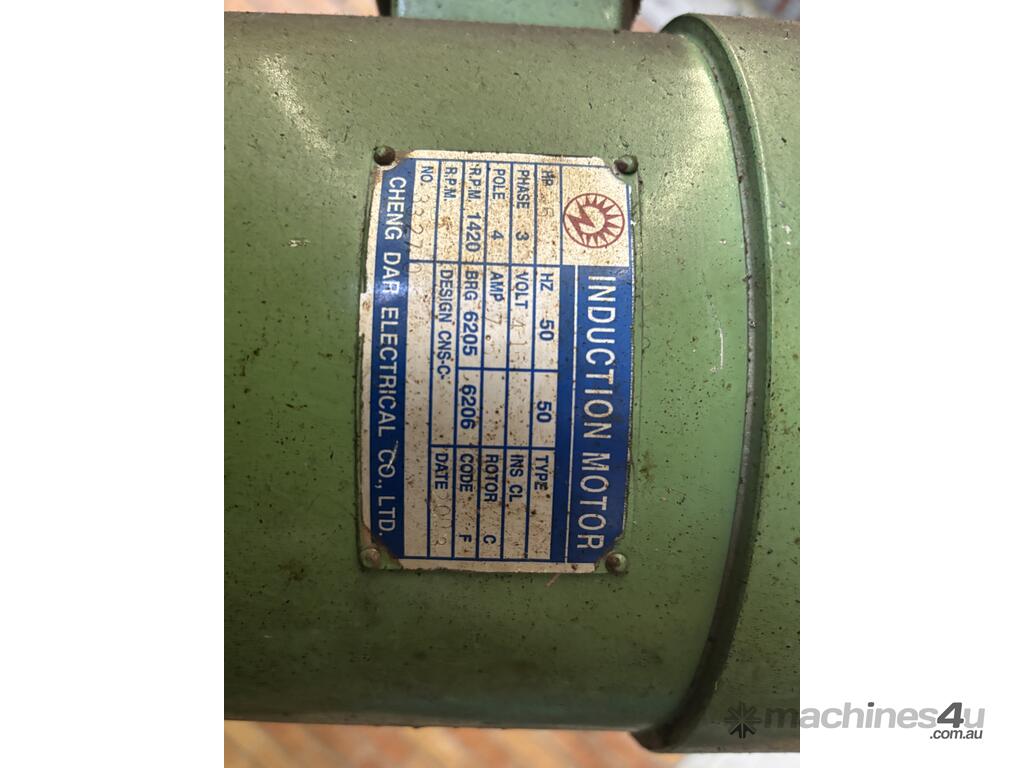 INDUCTION MOTOR
HP HZ 50 50 TYPE
PHASE 3 VOLT INS CL
POLE 4 AMP ROTOR C
R.P.M. 1420 BRG 6205 6206 CODE F
R.P.M. DESIGN CNS-C- DATE
NO.
CHENG DAR ELECTRICAL CO., LTD.
machines4u
.com.au